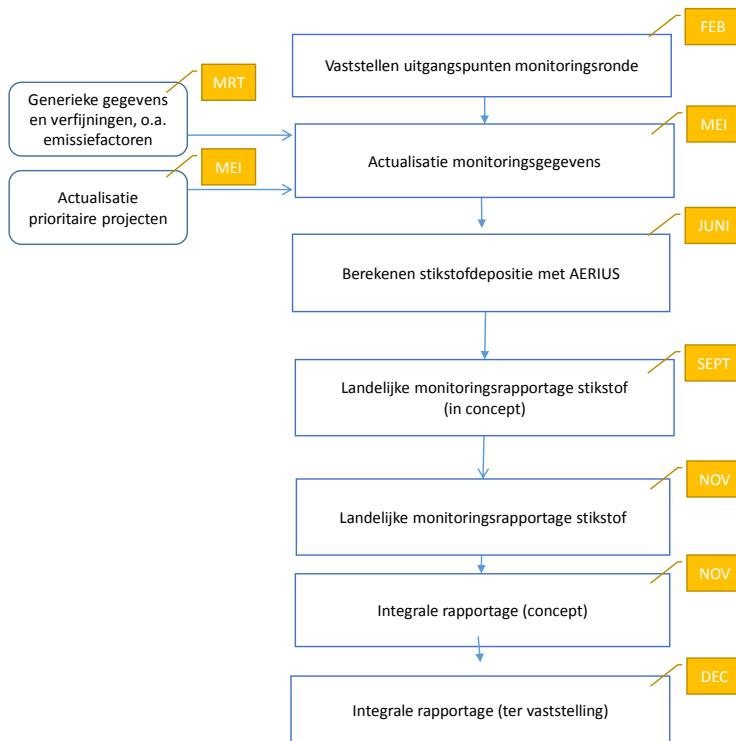 FEB
Vaststellen uitgangspunten monitoringsronde
MRT
Generieke gegevens
en verfijningen, o.a.
emissiefactoren
MEI
Actualisatie monitoringsgegevens
MEI
Actualisatie
prioritaire projecten
JUNI
Berekenen stikstofdepositie met AERIUS
SEPT
Landelijke monitoringsrapportage stikstof
(in concept)
NOV
Landelijke monitoringsrapportage stikstof
NOV
Integrale rapportage (concept)
DEC
Integrale rapportage (ter vaststelling)